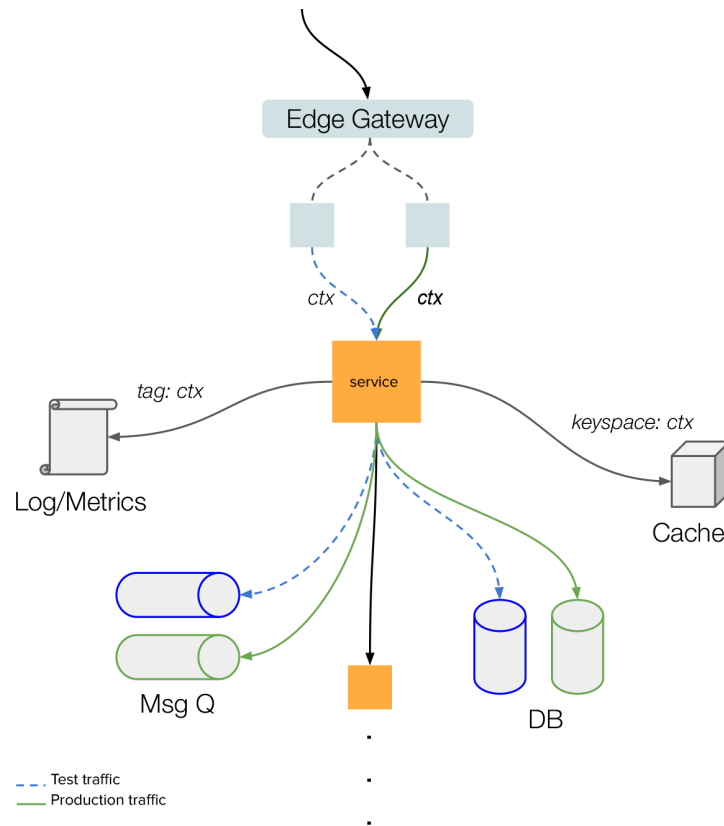 Edge Gateway
ctx
ctx
service
tag: ctx
keyspace: ctx
Log/Metrics
Cache
Msg Q
DB
Test traffic
Production traffic